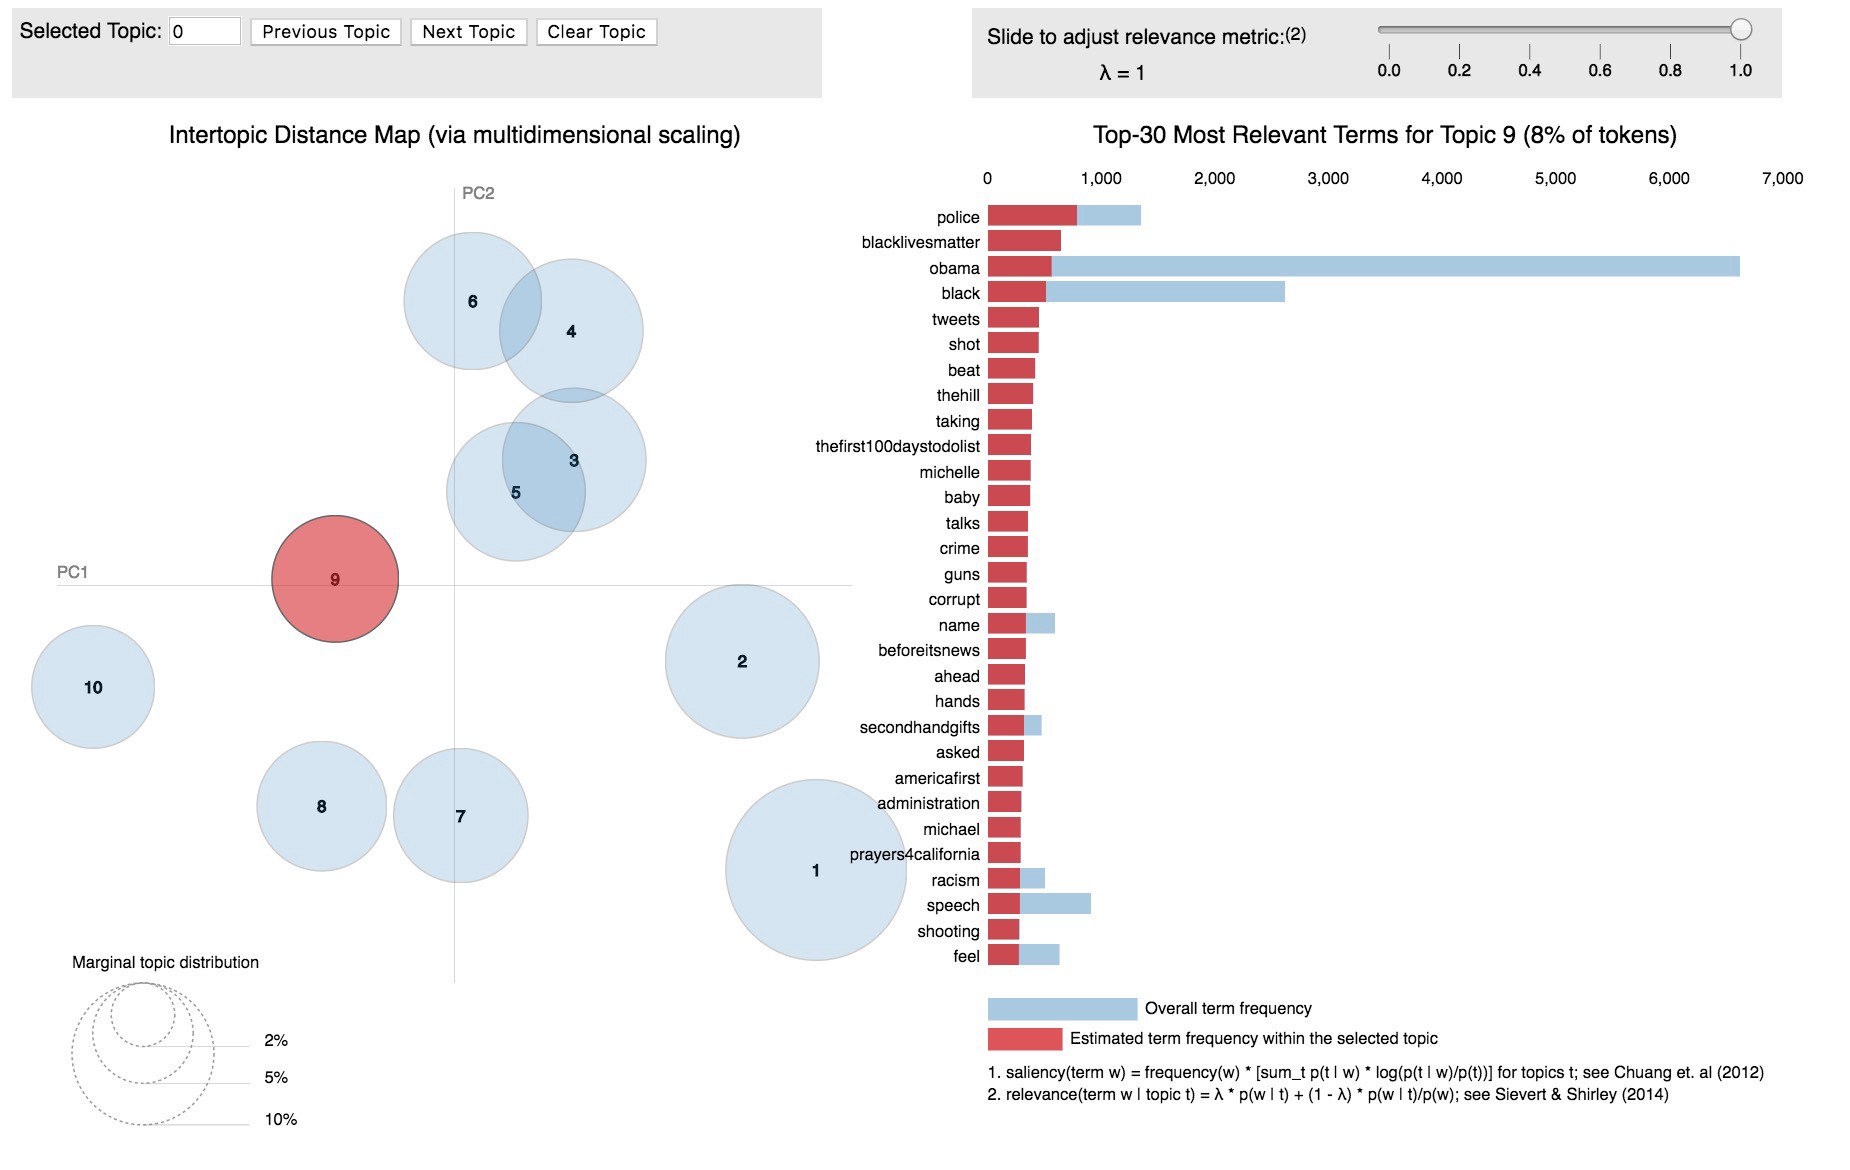 Selected Topic: 0 Previous Topic Next Topic Clear Topic
Slide to adjust relevance metric:(2)
λ = 1
0.0 0.2 0.4 0.6 0.8 1.0
Intertopic Distance Map (via multidimensional scaling)
PC2
PC1
6
4
3
5
9
2
10
8
7
1
Marginal topic distribution
2%
5%
10%
Top-30 Most Relevant Terms for Topic 9 (8% of tokens)
0 1,000 2,000 3,000 4,000 5,000 6,000 7,000
police
blacklivesmatter
obama
black
tweets
shot
beat
thehill
taking
thefirst100daystodolist
michelle
baby
talks
crime
guns
corrupt
name
beforeitsnews
ahead
hands
secondhandgifts
asked
americafirst
administration
michael
prayers4california
racism
speech
shooting
feel
Overall term frequency
Estimated term frequency within the selected topic
1. saliency(term w) = frequency(w) * [sum_t p(t | w) * log(p(t | w)/p(t))] for topics t; see Chuang et. al (2012)
2. relevance(term w | topic t) = λ * p(w | t) + (1 - λ) * p(w | t)/p(w); see Sievert & Shirley (2014)